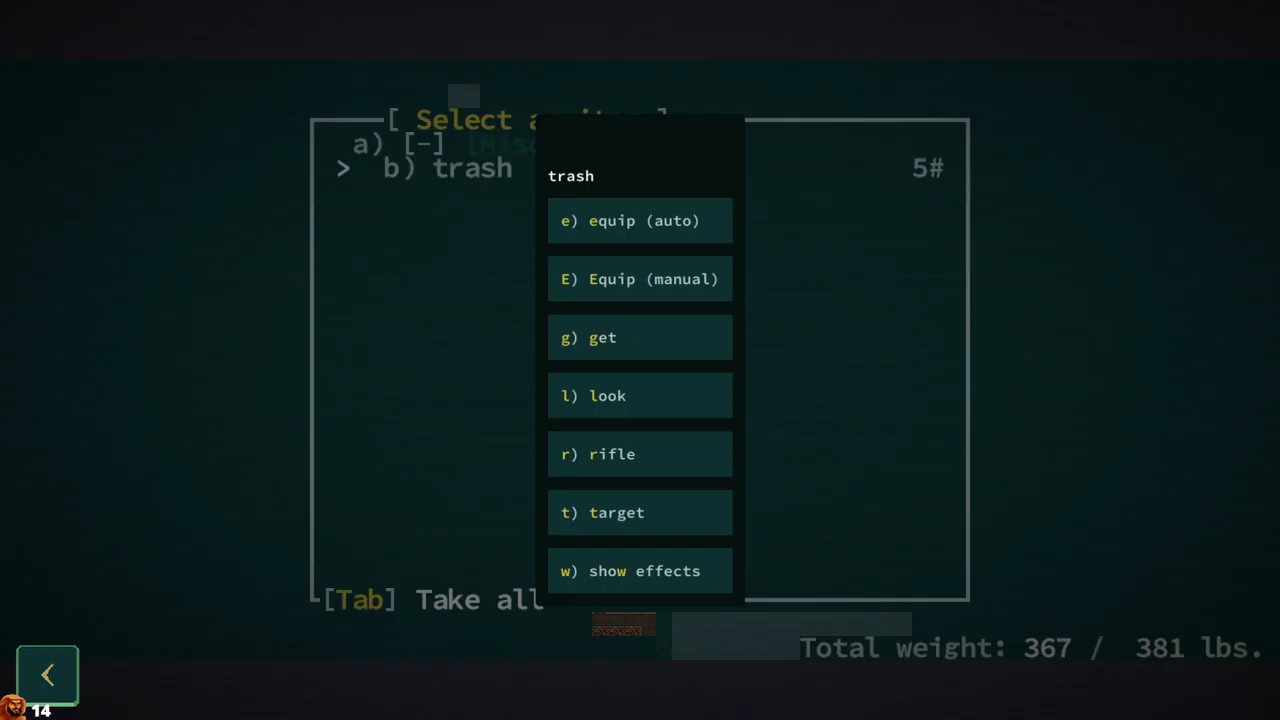 [ Select a
a) [-] [Misc
> b) trash 5#
trash
e) equip (auto)
E) Equip (manual)
g) get
l) look
r) rifle
t) target
w) show effects
[Tab] Take all
Total weight: 367 / 381 lbs.
14